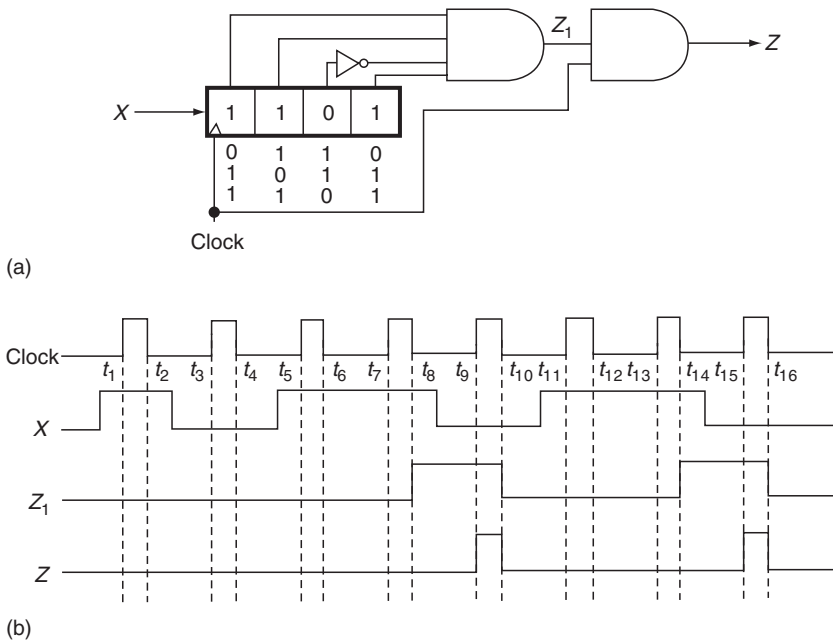 Z₁
Z
X
1 1 0 1
0 1 1 0
1 0 1 1
1 1 0 1
Clock
(a)
Clock
t₁ t₂ t₃ t₄ t₅ t₆ t₇ t₈ t₉ t₁₀ t₁₁ t₁₂ t₁₃ t₁₄ t₁₅ t₁₆
X
Z₁
Z
(b)